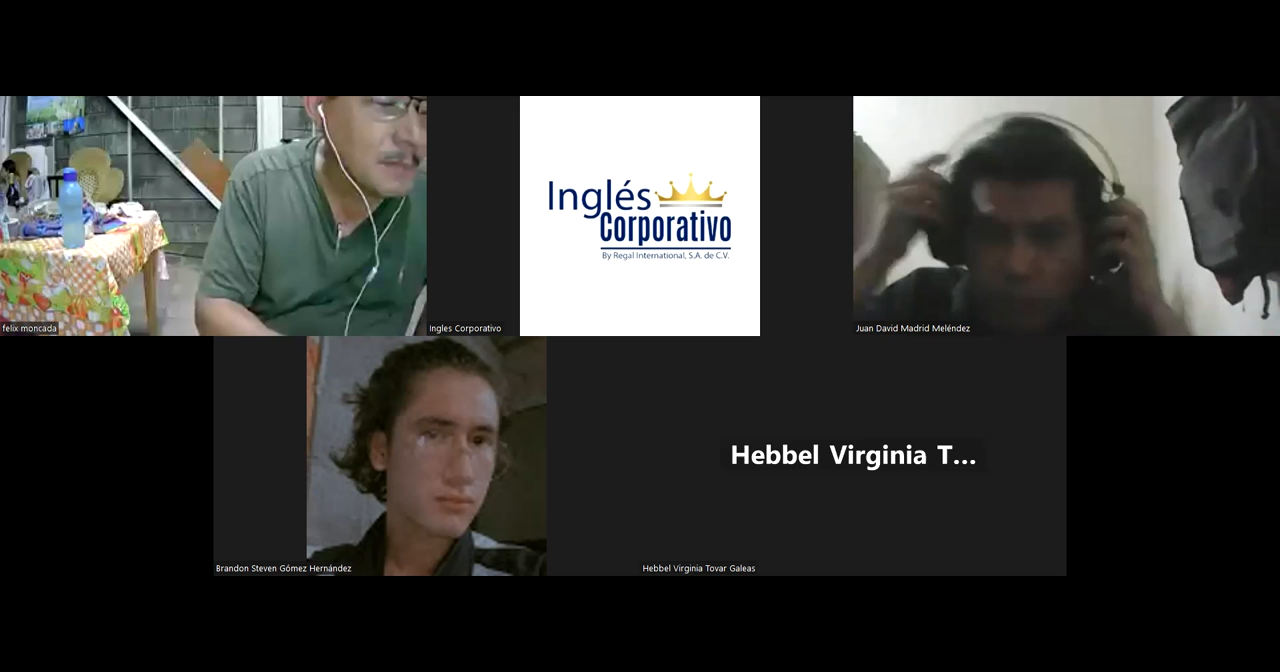 Inglés
Corporativo
By Regal International, S.A. de C.V.
felix moncada
Ingles Corporativo
Juan David Madrid Meléndez
Hebbel Virginia T...
Brandon Steven Gómez Hernández
Hebbel Virginia Tovar Galeas